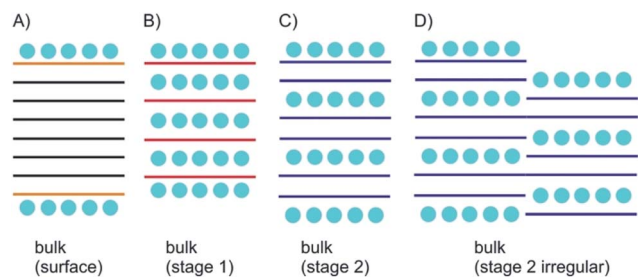 A)
B)
C)
D)
bulk
(surface)
bulk
(stage 1)
bulk
(stage 2)
bulk
(stage 2 irregular)